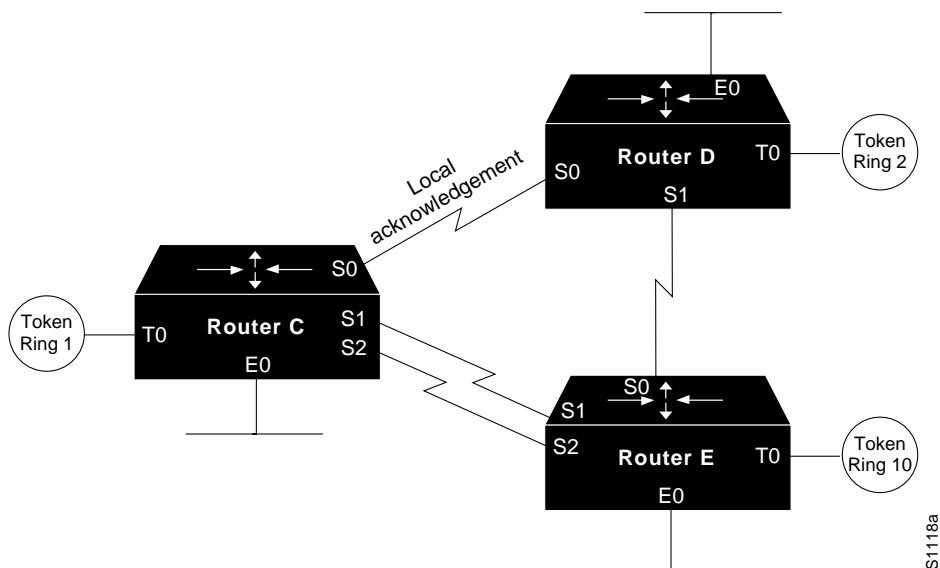 E0
Router D
T0
Token
Ring 2
S0
S1
Local
acknowledgement
S0
Token
Ring 1
T0
Router C
S1
S2
E0
S0
S1
S2
Router E
T0
Token
Ring 10
E0
S1118a